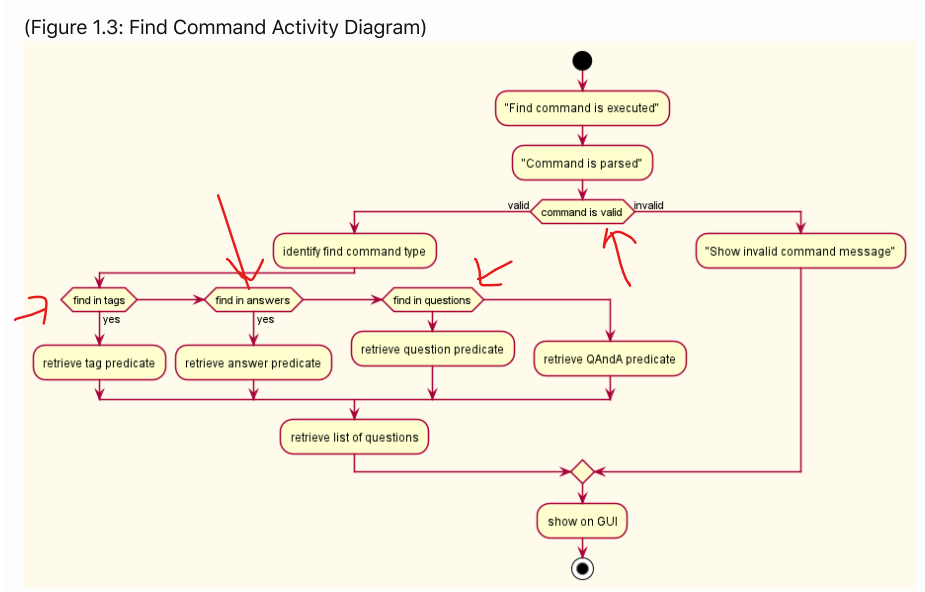 (Figure 1.3: Find Command Activity Diagram)
"Find command is executed"
"Command is parsed"
valid
command is valid
invalid
identify find command type
"Show invalid command message"
find in tags
find in answers
find in questions
yes
yes
retrieve tag predicate
retrieve answer predicate
retrieve question predicate
retrieve QAndA predicate
retrieve list of questions
show on GUI